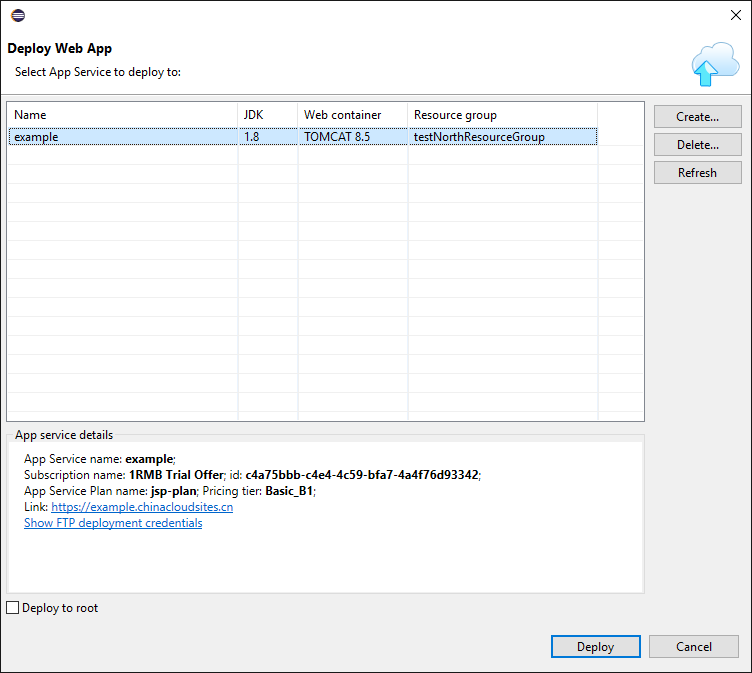 Deploy Web App
Select App Service to deploy to:
Name JDK Web container Resource group
example 1.8 TOMCAT 8.5 testNorthResourceGroup
Create...
Delete...
Refresh
App service details
App Service name: example;
Subscription name: 1RMB Trial Offer; id: c4a75bbb-c4e4-4c59-bfa7-4a4f76d93342;
App Service Plan name: jsp-plan; Pricing tier: Basic_B1;
Link: https://example.chinacloudsites.cn
Show FTP deployment credentials
Deploy to root
Deploy Cancel